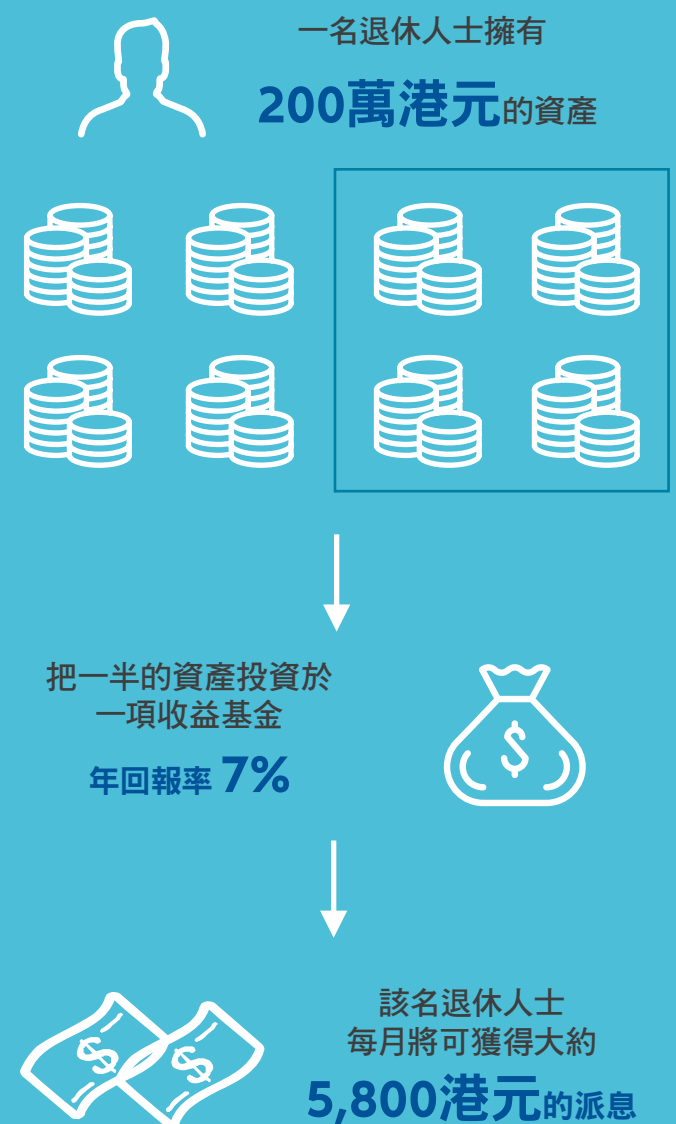 一名退休人士擁有
200萬港元的資產
把一半的資產投資於
一項收益基金
年回報率 7%
該名退休人士
每月將可獲得大約
5,800港元的派息